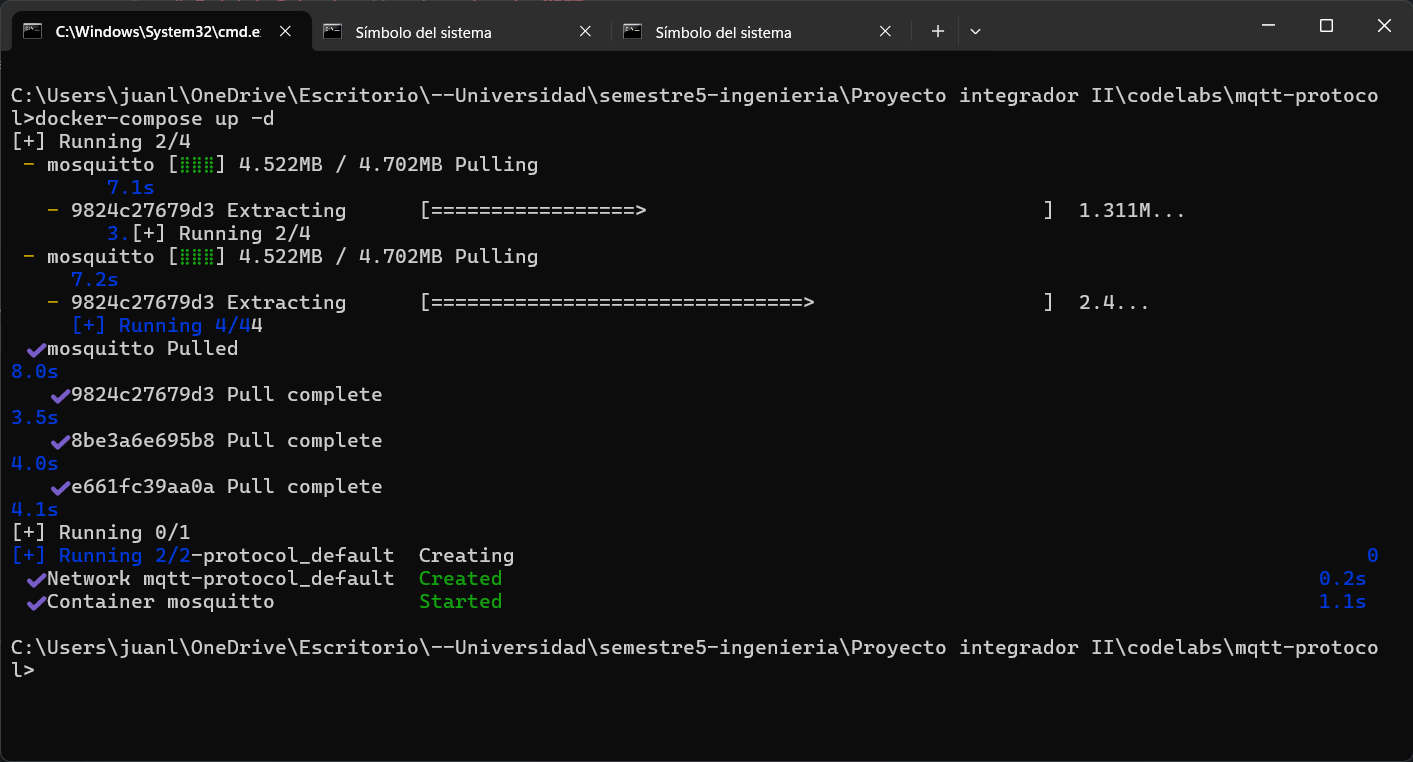 C:\Windows\System32\cmd.e
Símbolo del sistema
Símbolo del sistema
C:\Users\juanl\OneDrive\Escritorio\--Universidad\semestre5-ingenieria\Proyecto integrador II\codelabs\mqtt-protoco
l>docker-compose up -d
[+] Running 2/4
- mosquitto [⣿⣿⣿] 4.522MB / 4.702MB Pulling
7.1s
- 9824c27679d3 Extracting [=================> ] 1.311M...
3.[+] Running 2/4
- mosquitto [⣿⣿⣿] 4.522MB / 4.702MB Pulling
7.2s
- 9824c27679d3 Extracting [===============================> ] 2.4...
[+] Running 4/44
✔mosquitto Pulled
8.0s
✔9824c27679d3 Pull complete
3.5s
✔8be3a6e695b8 Pull complete
4.0s
✔e661fc39aa0a Pull complete
4.1s
[+] Running 0/1
[+] Running 2/2-protocol_default Creating 0
✔Network mqtt-protocol_default Created 0.2s
✔Container mosquitto Started 1.1s
C:\Users\juanl\OneDrive\Escritorio\--Universidad\semestre5-ingenieria\Proyecto integrador II\codelabs\mqtt-protoco
l>